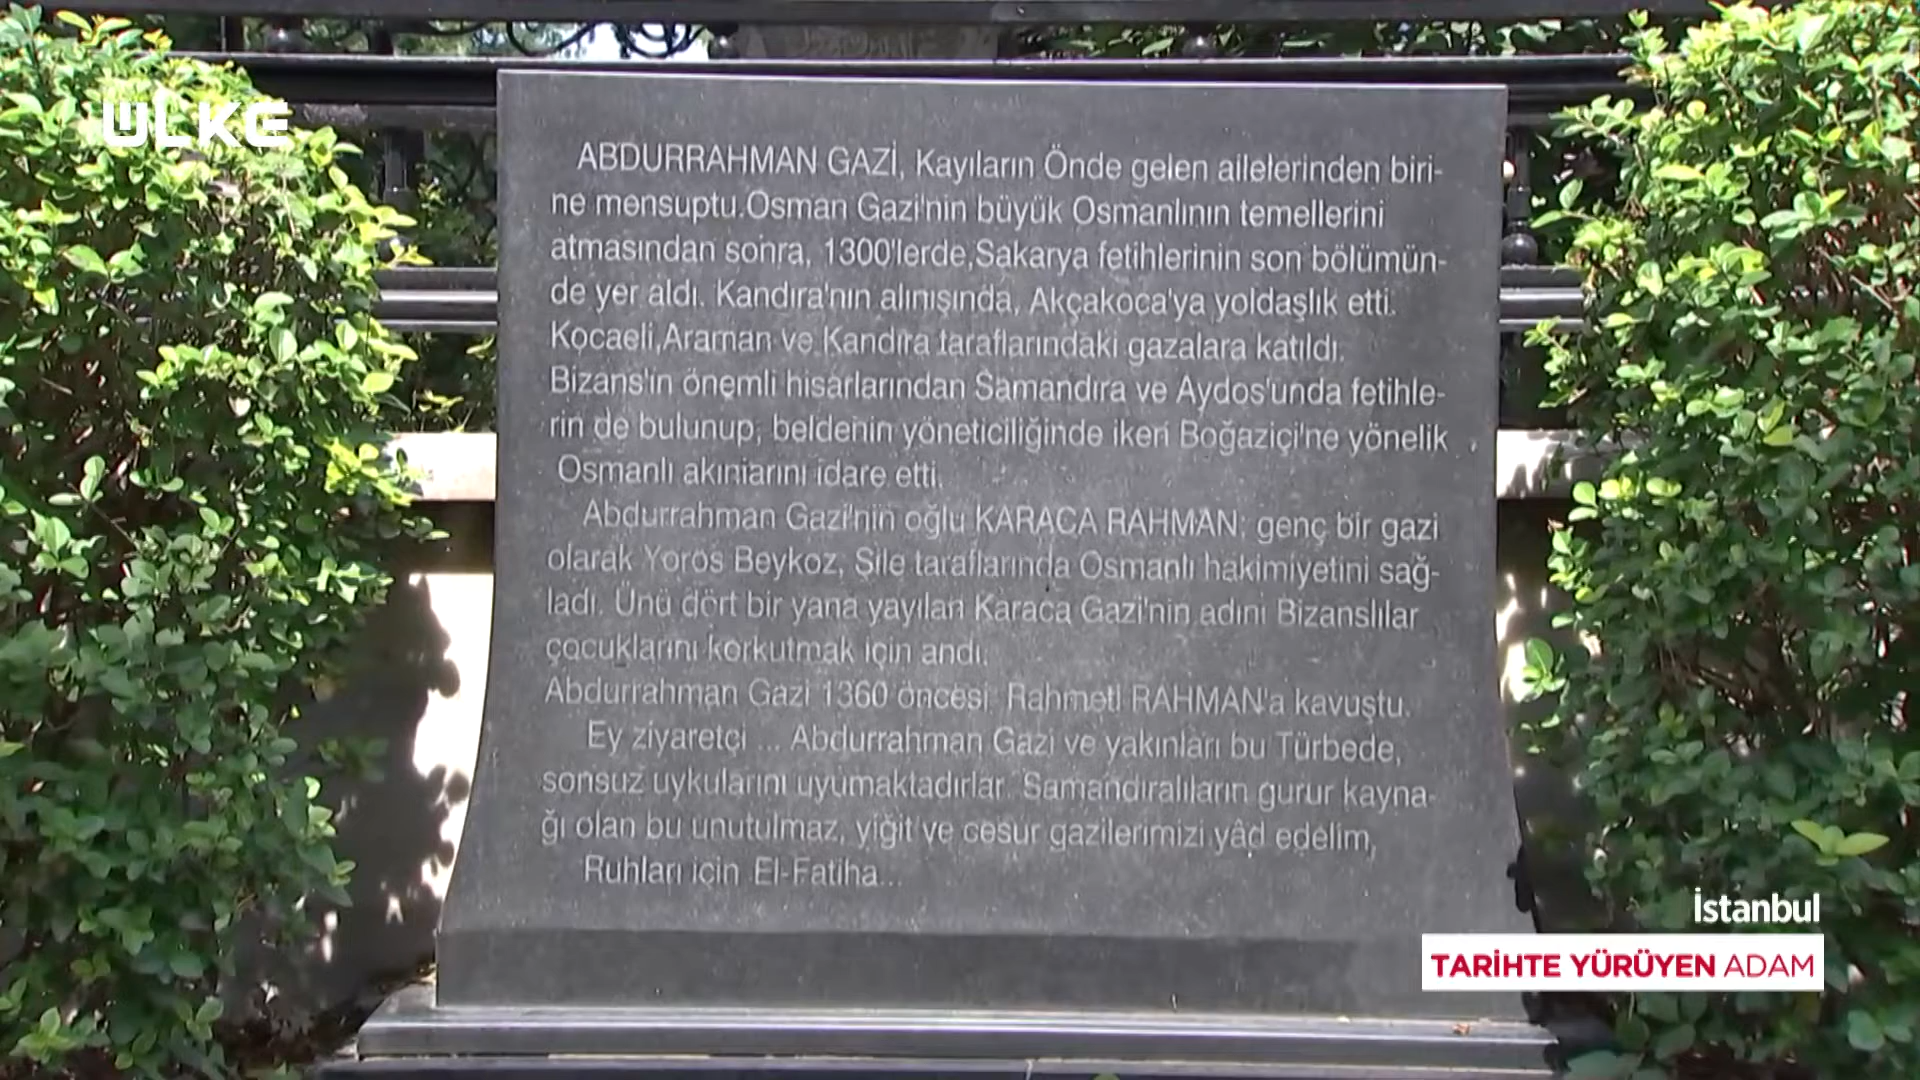 ÜLKE
ABDURRAHMAN GAZİ, Kayıların Önde gelen ailelerinden biri-
ne mensuptu.Osman Gazi'nin büyük Osmanlının temellerini
atmasından sonra, 1300'lerde,Sakarya fetihlerinin son bölümün-
de yer aldı. Kandıra'nın alınışında, Akçakoca'ya yoldaşlık etti.
Kocaeli,Araman ve Kandıra taraflarındaki gazalara katıldı.
Bizans'in önemli hisarlarından Samandıra ve Aydos'unda fetihle-
rin de bulunup, beldenin yöneticiliğinde iken Boğaziçi'ne yönelik
Osmanlı akınlarını idare etti.
Abdurrahman Gazi'nin oğlu KARACA RAHMAN; genç bir gazi
olarak Yoros Beykoz, Şile taraflarında Osmanlı hakimiyetini sağ-
ladı. Ünü dört bir yana yayılan Karaca Gazi'nin adını Bizanslılar
çocuklarını korkutmak için andı.
Abdurrahman Gazi 1360 öncesi, Rahmeti RAHMAN'a kavuştu.
Ey ziyaretçi ... Abdurrahman Gazi ve yakınları bu Türbede,
sonsuz uykularını uyumaktadırlar. Samandıralıların gurur kayna-
ğı olan bu unutulmaz, yiğit ve cesur gazilerimizi yâd edelim,
Ruhları için El-Fatiha...
İstanbul
TARİHTE YÜRÜYEN ADAM